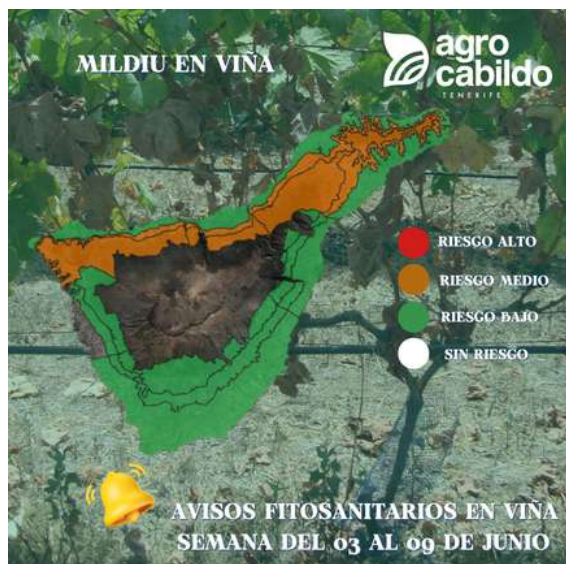 MILDIU EN VIÑA
agro
cabildo
TENERIFE
RIESGO ALTO
RIESGO MEDIO
RIESGO BAJO
SIN RIESGO
AVISOS FITOSANITARIOS EN VIÑA
SEMANA DEL 03 AL 09 DE JUNIO